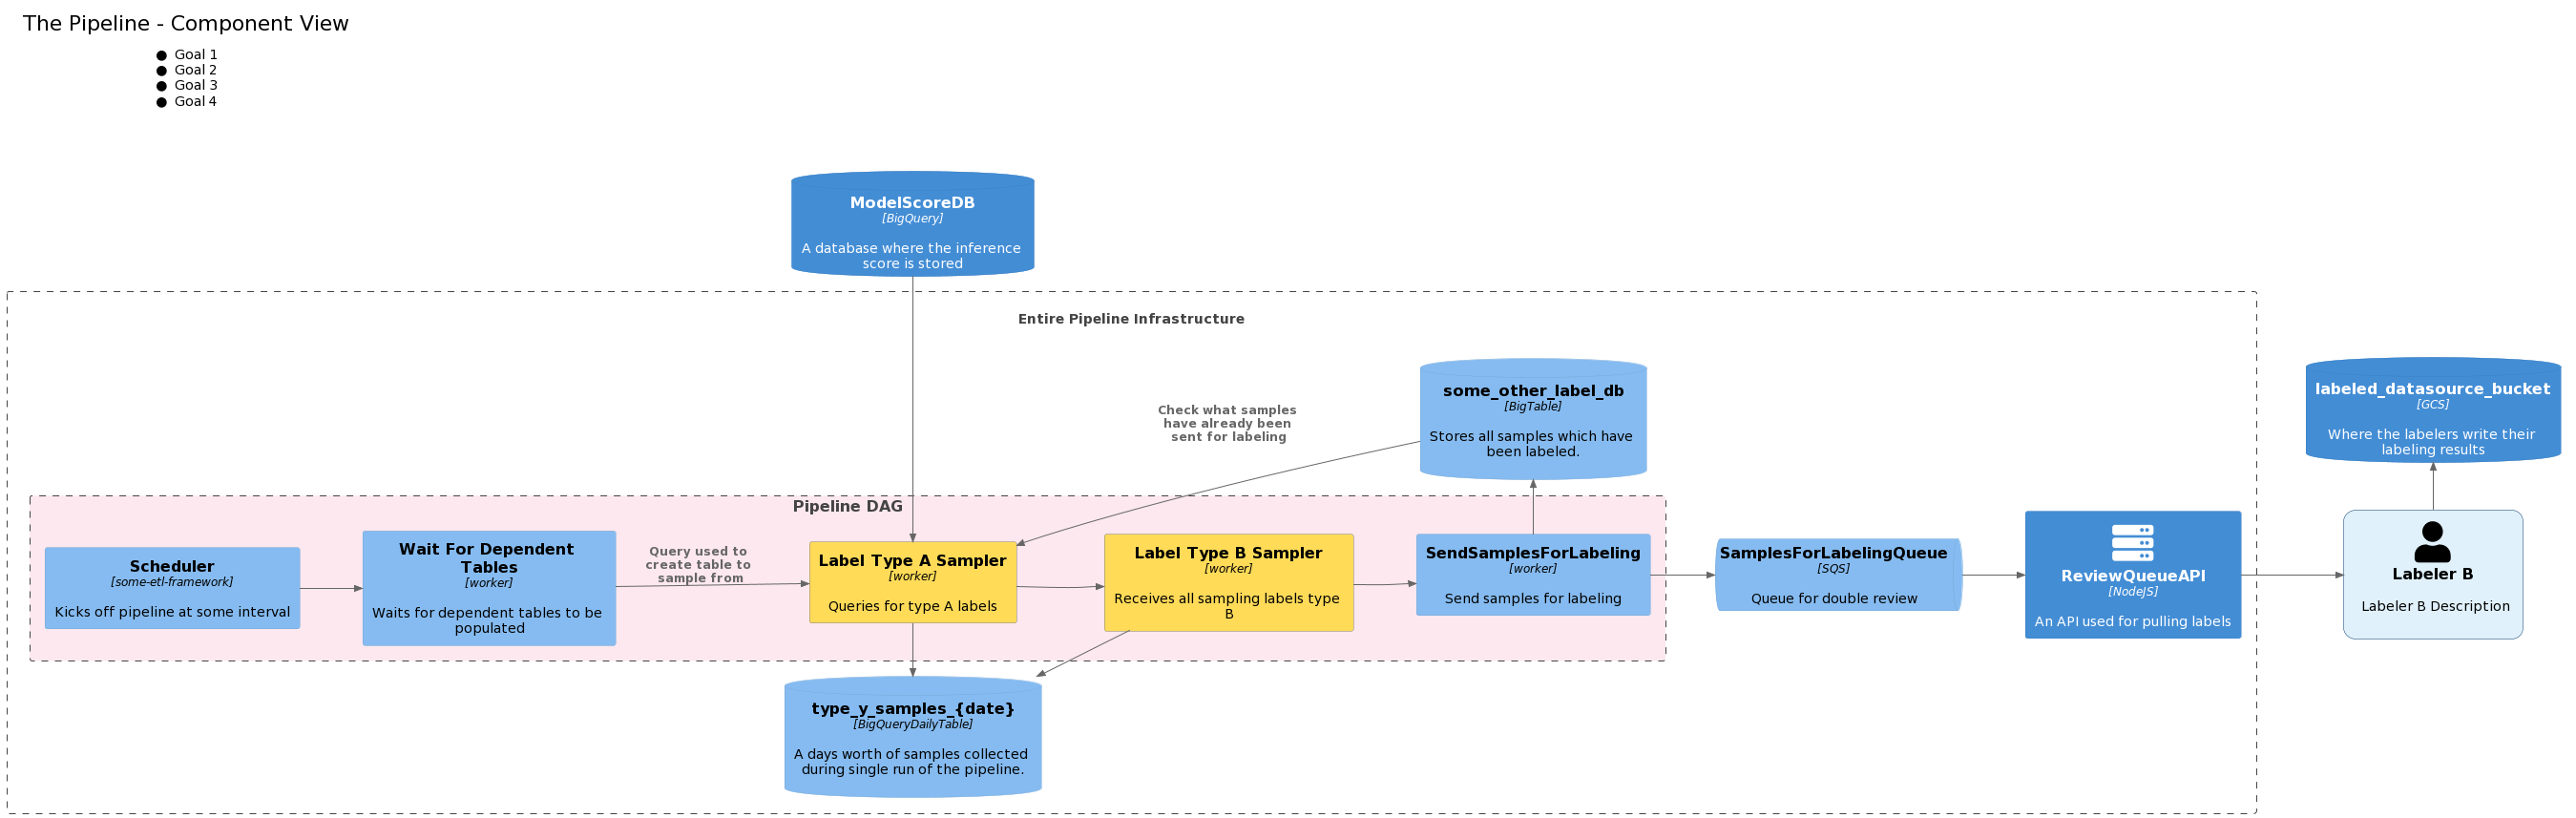 The Pipeline - Component View
Goal 1
Goal 2
Goal 3
Goal 4
ModelScoreDB
[BigQuery]
A database where the inference
score is stored
Entire Pipeline Infrastructure
some_other_label_db
[BigTable]
Stores all samples which have
been labeled.
labeled_datasource_bucket
[GCS]
Where the labelers write their
labeling results
Check what samples
have already been
sent for labeling
Pipeline DAG
Scheduler
[some-etl-framework]
Kicks off pipeline at some interval
Wait For Dependent
Tables
[worker]
Waits for dependent tables to be
populated
Query used to
create table to
sample from
Label Type A Sampler
[worker]
Queries for type A labels
Label Type B Sampler
[worker]
Receives all sampling labels type
B
SendSamplesForLabeling
[worker]
Send samples for labeling
SamplesForLabelingQueue
[SQS]
Queue for double review
ReviewQueueAPI
[NodeJS]
An API used for pulling labels
Labeler B
Labeler B Description
type_y_samples_{date}
[BigQueryDailyTable]
A days worth of samples collected
during single run of the pipeline.